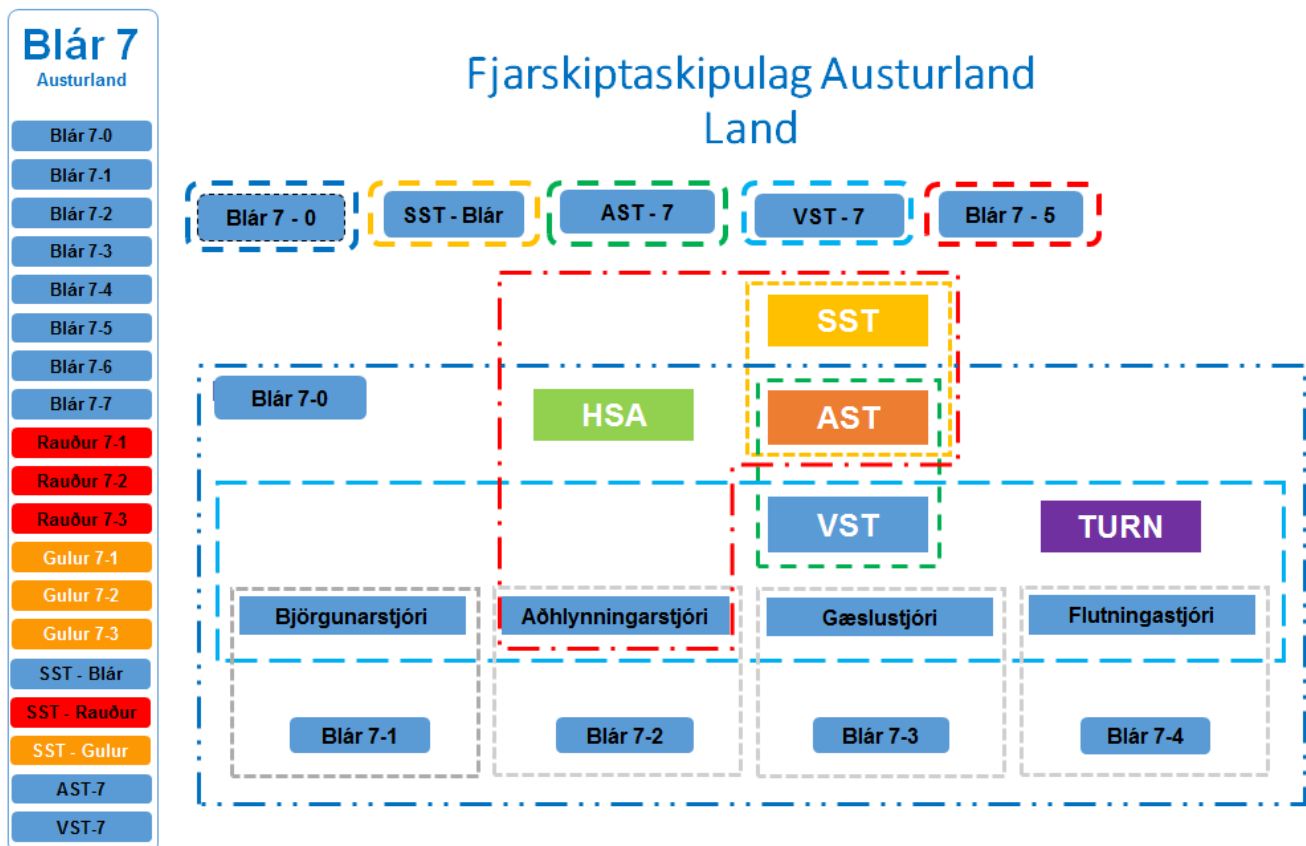 Blár 7
Austurland
Blár 7-0
Blár 7-1
Blár 7-2
Blár 7-3
Blár 7-4
Blár 7-5
Blár 7-6
Blár 7-7
Rauður 7-1
Rauður 7-2
Rauður 7-3
Gulur 7-1
Gulur 7-2
Gulur 7-3
SST - Blár
SST - Rauður
SST - Gulur
AST-7
VST-7
Fjarskiptaskipulag Austurland
Land
Blár 7 - 0
SST - Blár
AST - 7
VST - 7
Blár 7 - 5
SST
Blár 7-0
HSA
AST
VST
TURN
Björgunarstjóri
Aðhlynningarstjóri
Gæslustjóri
Flutningastjóri
Blár 7-1
Blár 7-2
Blár 7-3
Blár 7-4